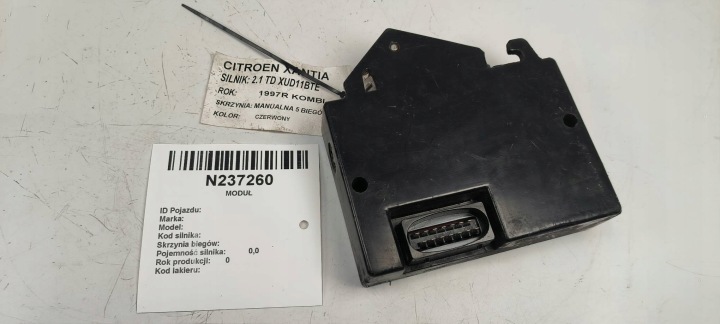 CITROEN XANTIA
SILNIK: 2.1 TD XUD11BTE
ROK: 1997R KOMBI
SKRZYNIA: MANUALNA 5 BIEGÓ
KOLOR: CZERWONY
N237260
MODUŁ
ID Pojazdu:
Marka:
Model:
Kod silnika:
Skrzynia biegów:
Pojemność silnika: 0,0
Rok produkcji: 0
Kod lakieru: